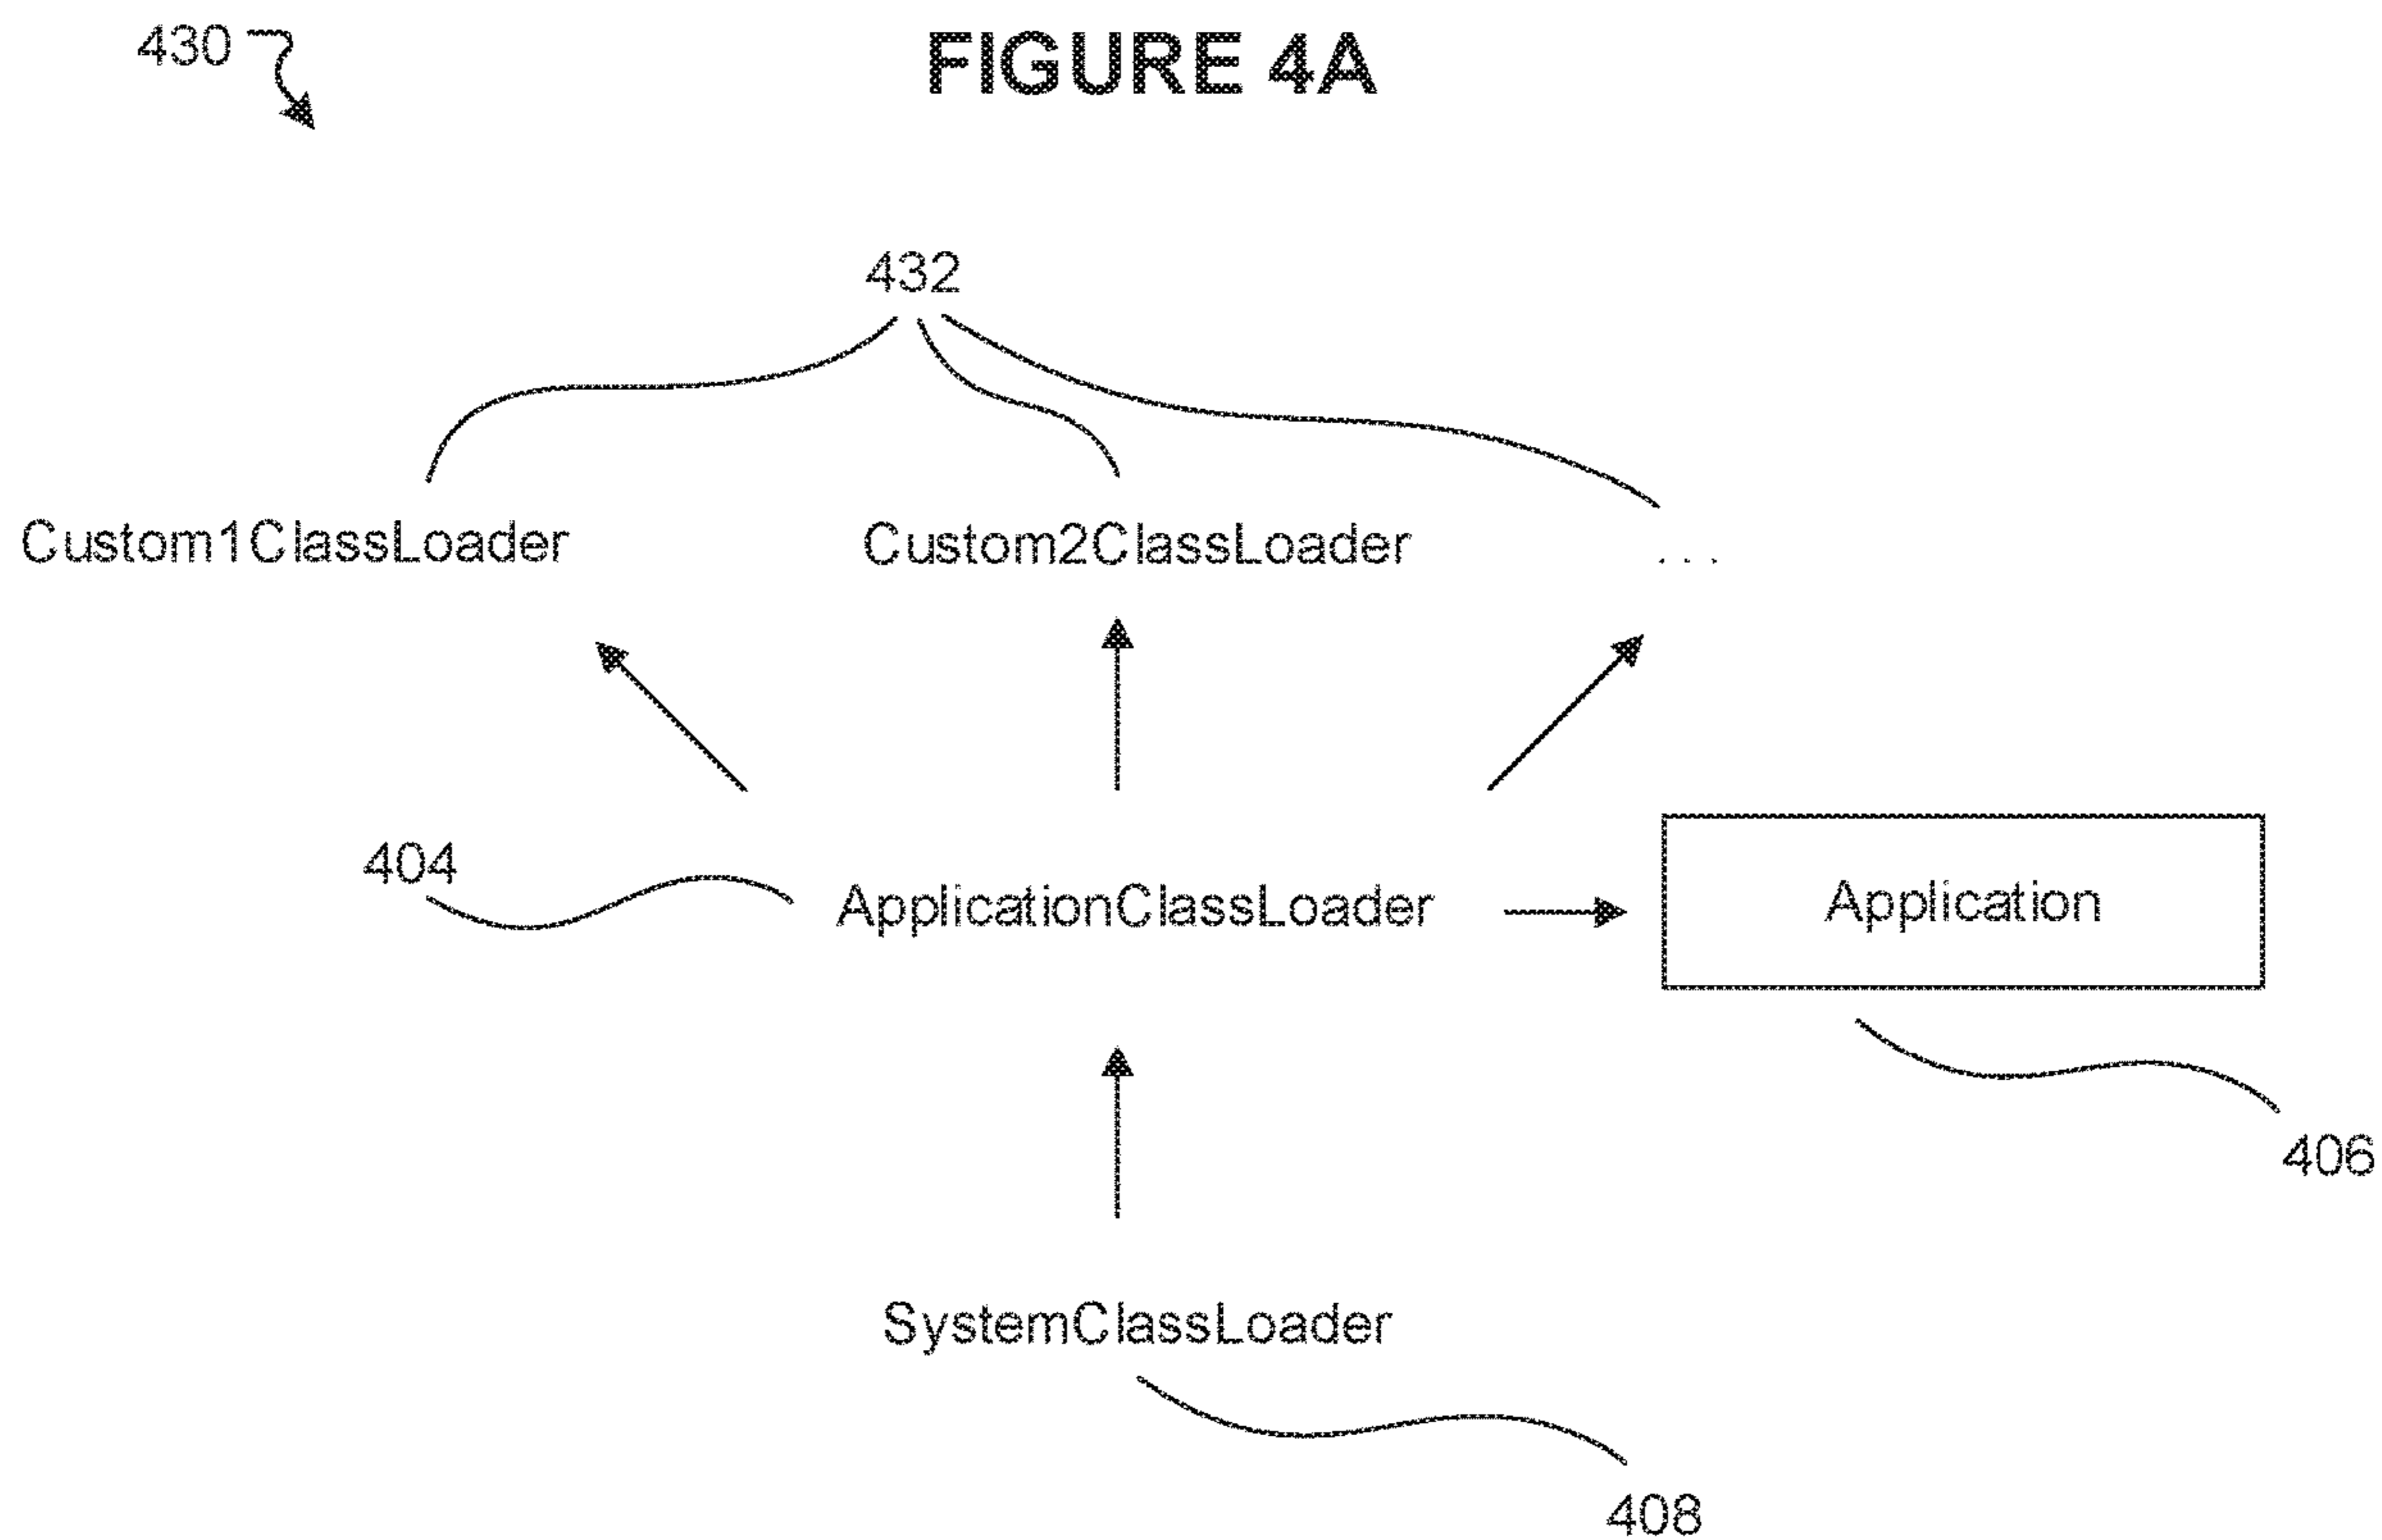 430
FIGURE 4A
432
Custom1ClassLoader Custom2ClassLoader ...
404
ApplicationClassLoader Application
406
SystemClassLoader
408